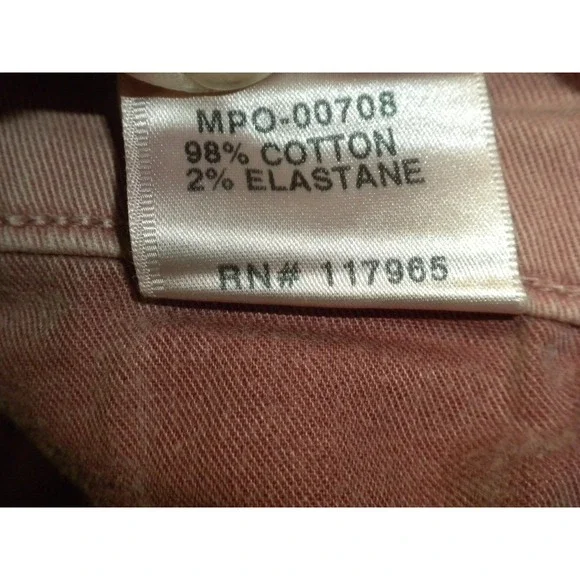 MPO-00708
98% COTTON
2% ELASTANE
RN# 117965